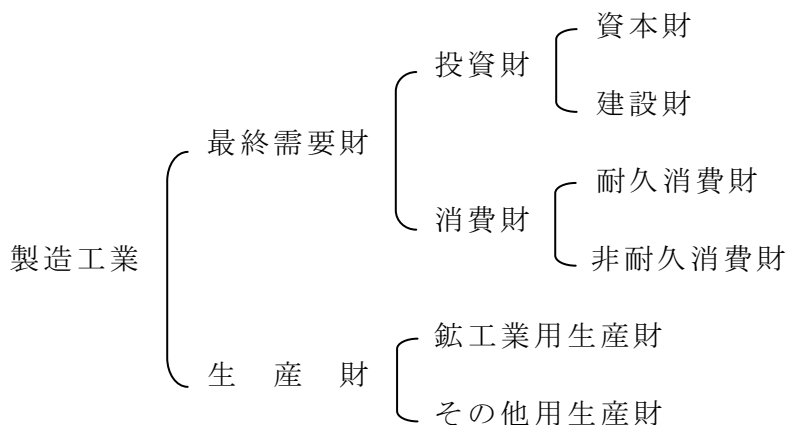 資本財
投資財
建設財
最終需要財
耐久消費財
消費財
製造工業
非耐久消費財
鉱工業用生産財
生 産 財
その他用生産財